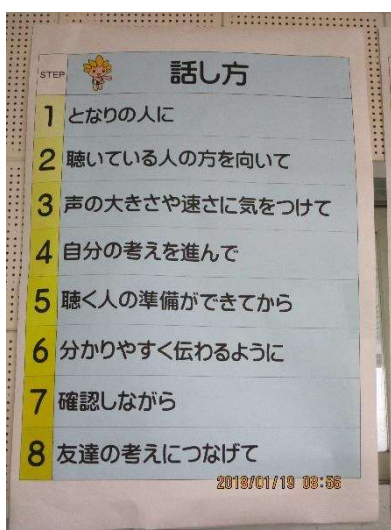 STEP 話し方
1 となりの人に
2 聴いている人の方を向いて
3 声の大きさや速さに気をつけて
4 自分の考えを進んで
5 聴く人の準備ができてから
6 分かりやすく伝わるように
7 確認しながら
8 友達の考えにつなげて
2018/01/19 08:56